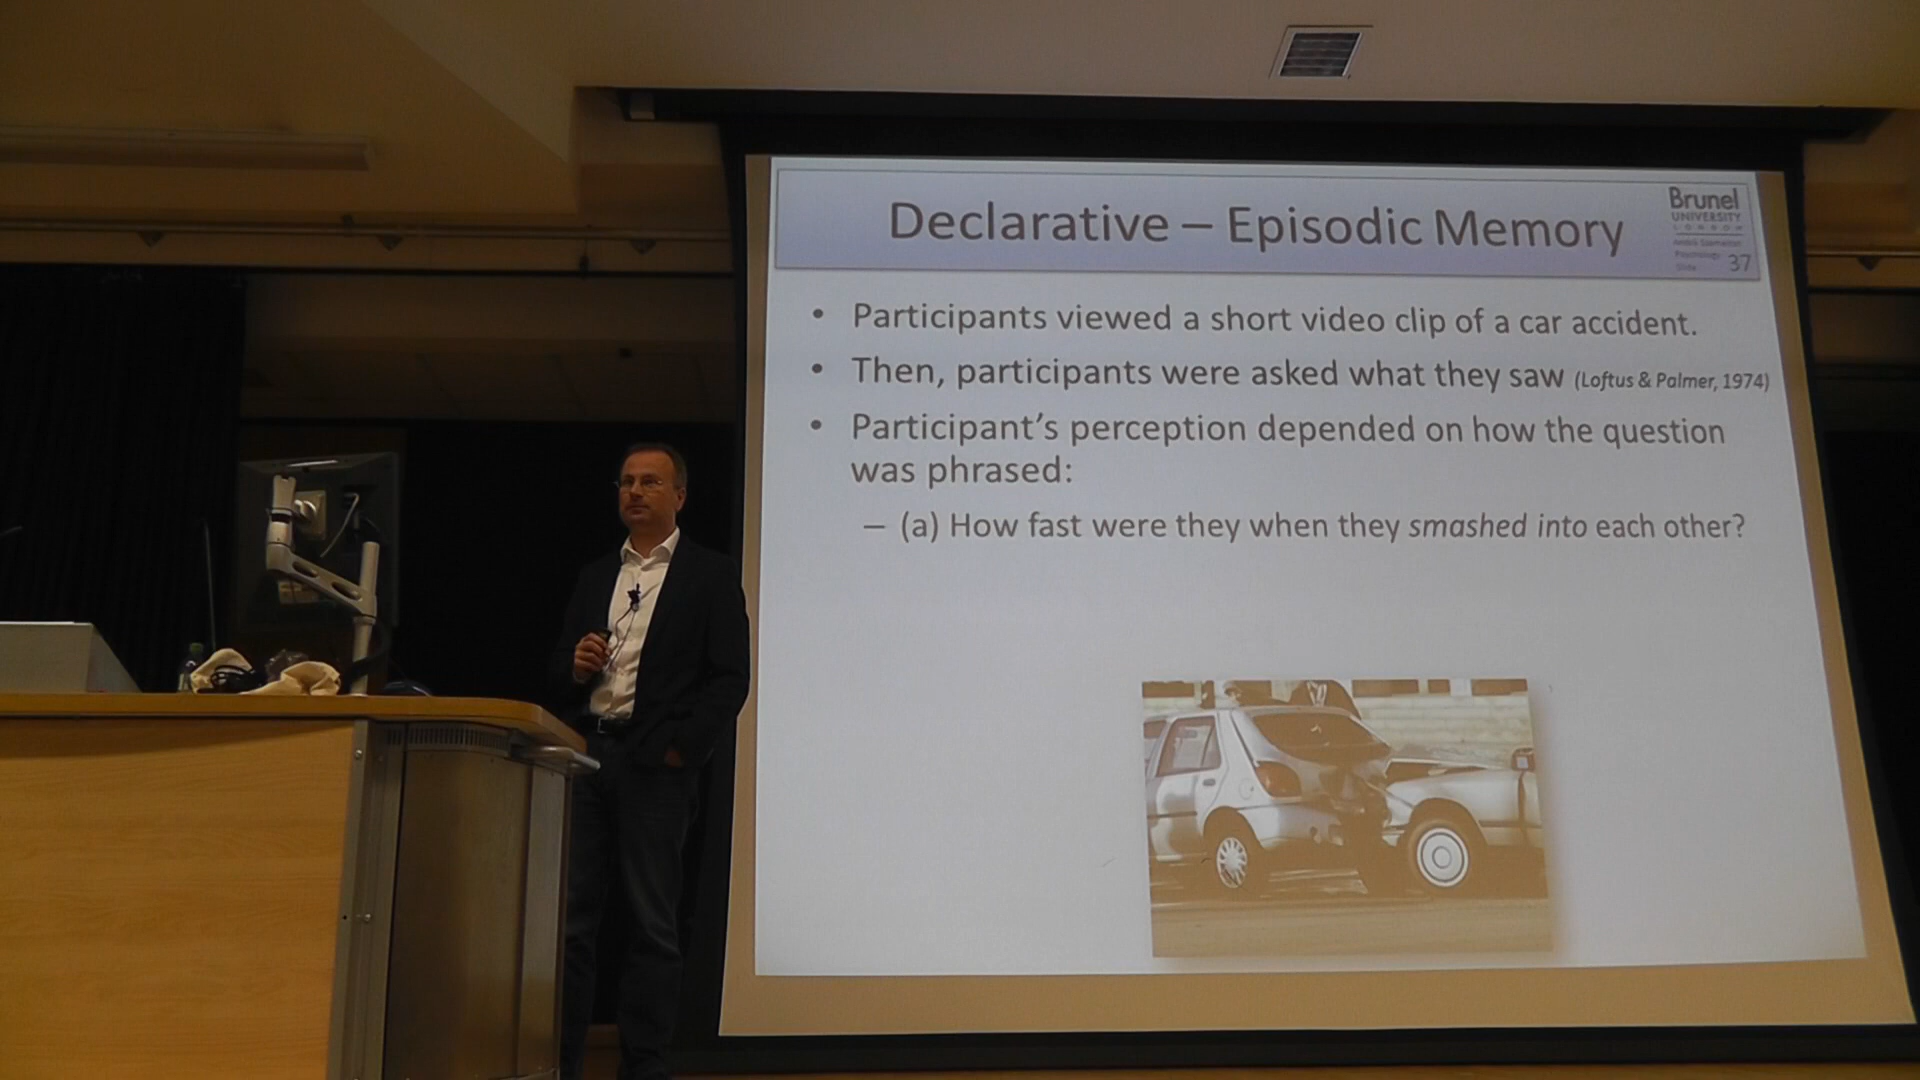 Declarative – Episodic Memory
Brunel
UNIVERSITY
LONDON
Psychology
Slide 37
• Participants viewed a short video clip of a car accident.
• Then, participants were asked what they saw (Loftus & Palmer, 1974)
• Participant's perception depended on how the question
was phrased:
– (a) How fast were they when they smashed into each other?